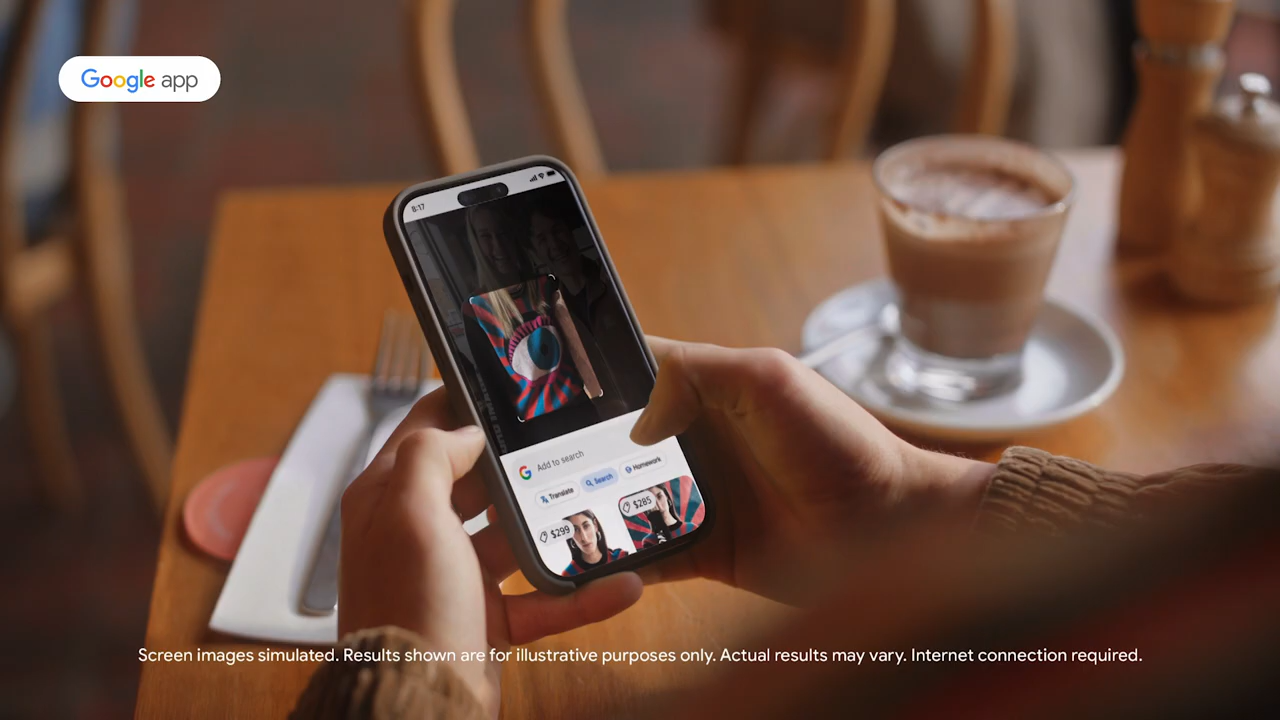 Google app
8:17
Add to search
Translate
Search
Homework
$299
$285
Screen images simulated. Results shown are for illustrative purposes only. Actual results may vary. Internet connection required.